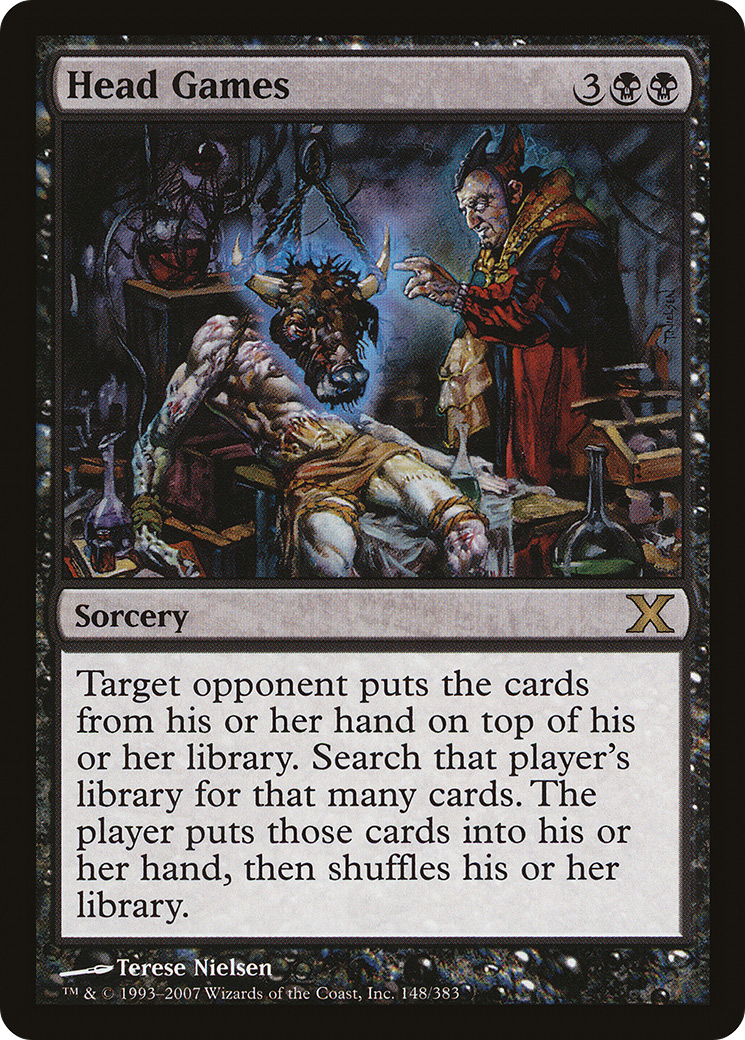 Head Games 3
TRNIELSEN
Sorcery
X
Target opponent puts the cards
from his or her hand on top of his
or her library. Search that player's
library for that many cards. The
player puts those cards into his or
her hand, then shuffles his or her
library.
Terese Nielsen
™ & © 1993–2007 Wizards of the Coast, Inc. 148/383